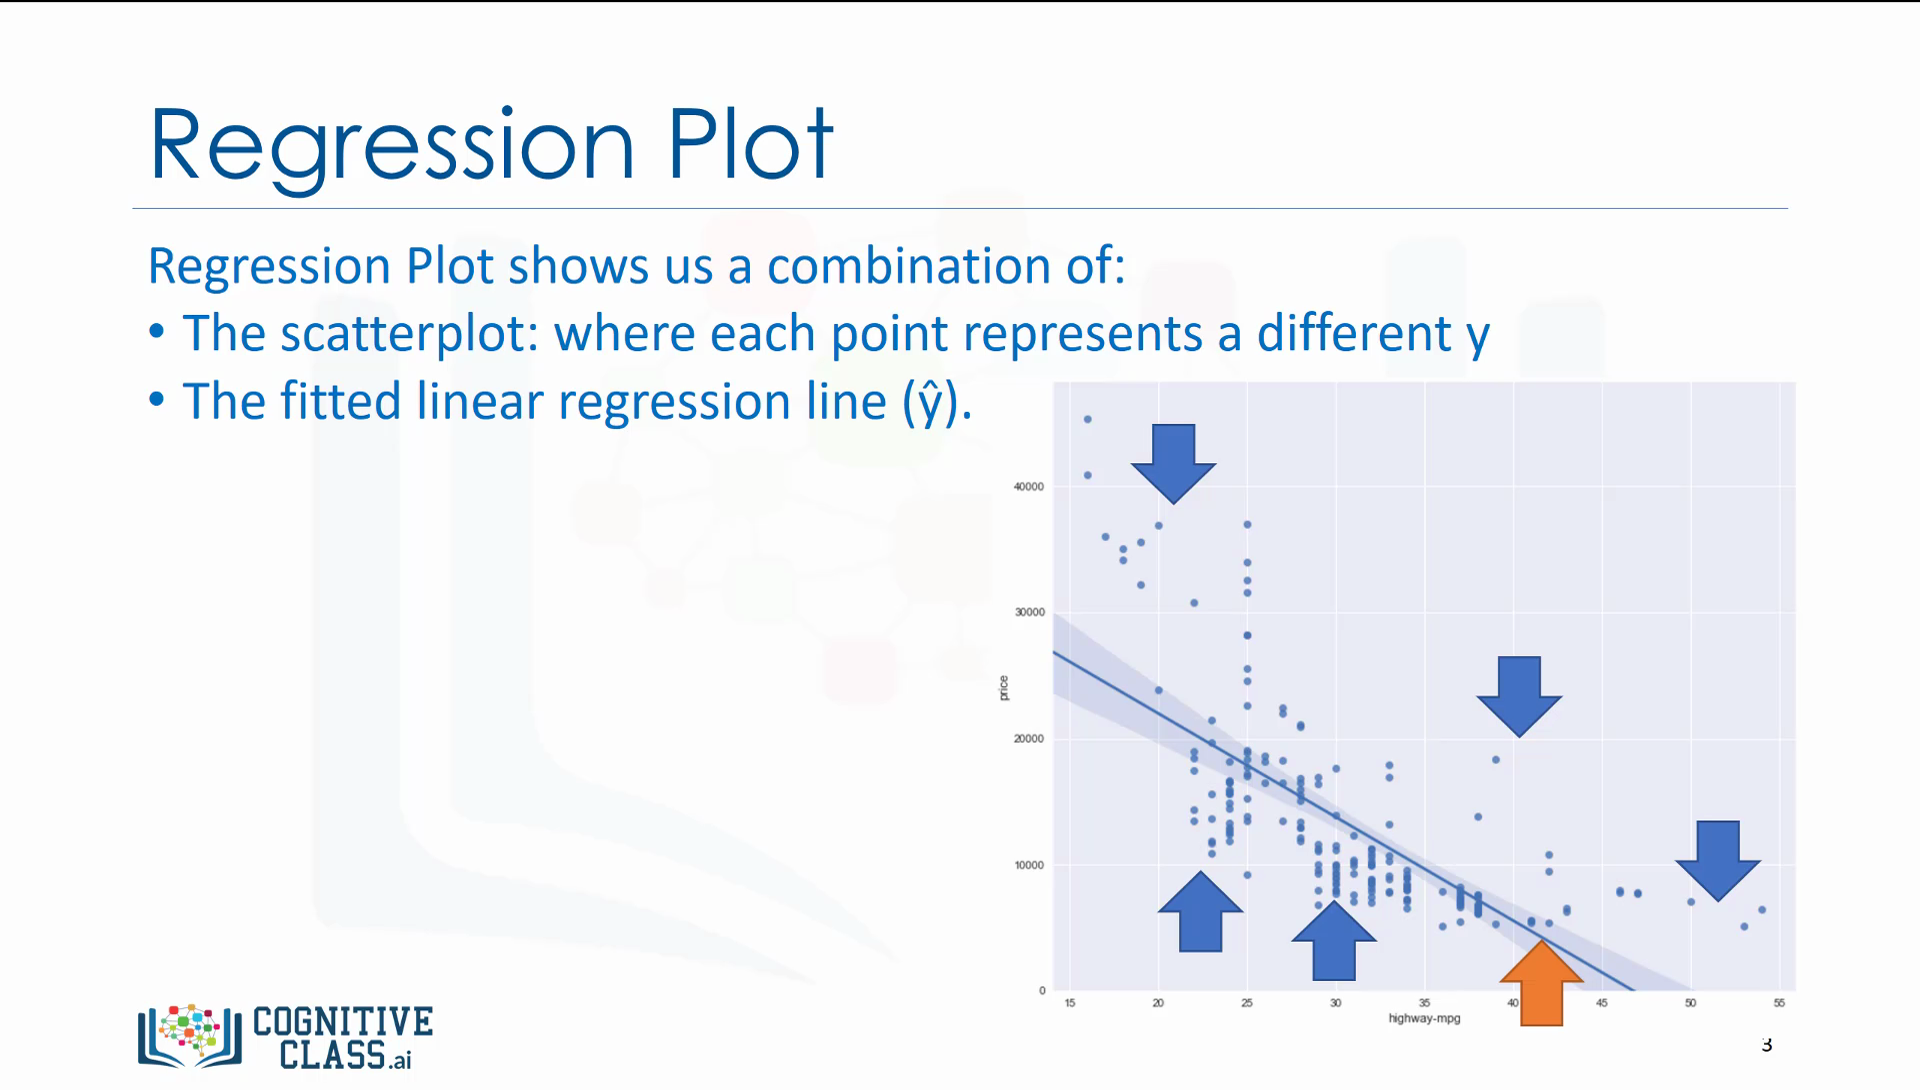 Regression Plot
Regression Plot shows us a combination of:
• The scatterplot: where each point represents a different y
• The fitted linear regression line (ŷ).
40000
30000
20000
10000
0
price
15 20 25 30 35 40 45 50 55
highway-mpg
COGNITIVE
CLASS.ai
3